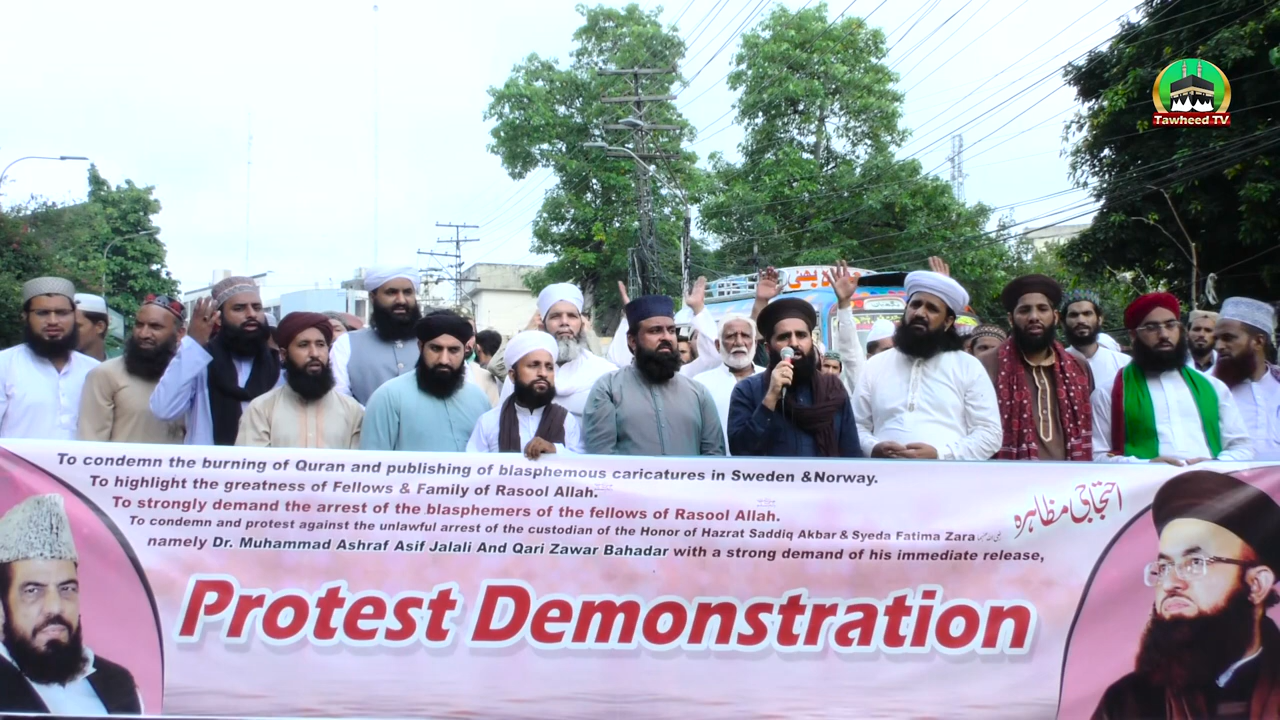 Tawheed TV
To condemn the burning of Quran and publishing of blasphemous caricatures in Sweden &Norway.
To highlight the greatness of Fellows & Family of Rasool Allah.
To strongly demand the arrest of the blasphemers of the fellows of Rasool Allah.
To condemn and protest against the unlawful arrest of the custodian of the Honor of Hazrat Saddiq Akbar & Syeda Fatima Zara
namely Dr. Muhammad Ashraf Asif Jalali And Qari Zawar Bahadar with a strong demand of his immediate release,
احتجاجی مظاہرہ
Protest Demonstration